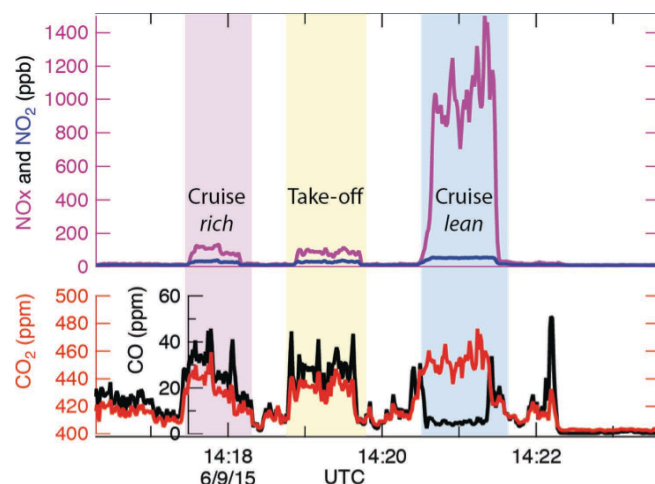 NOx and NO2 (ppb)
1400
1200
1000
800
600
400
200
0
Cruise
rich
Take-off
Cruise
lean
CO2 (ppm)
500
480
460
440
420
400
CO (ppm)
60
40
20
0
14:18
14:20
14:22
6/9/15
UTC